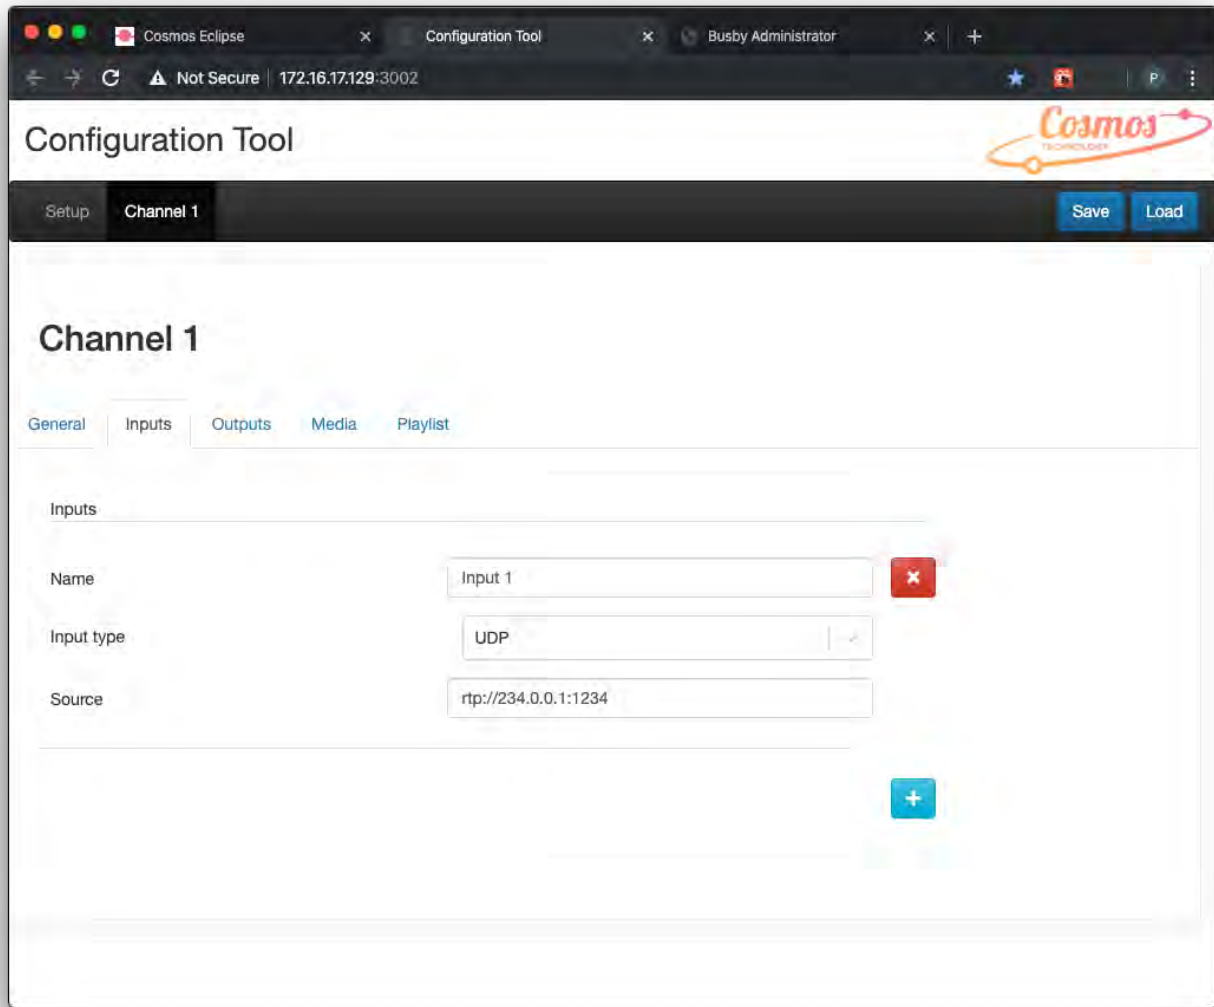 Cosmos Eclipse Configuration Tool Busby Administrator
Not Secure 172.16.17.129:3002 P
Configuration Tool
Cosmos
TECHNOLOGY
Setup Channel 1 Save Load
Channel 1
General Inputs Outputs Media Playlist
Inputs
Name Input 1
Input type UDP
Source rtp://234.0.0.1:1234